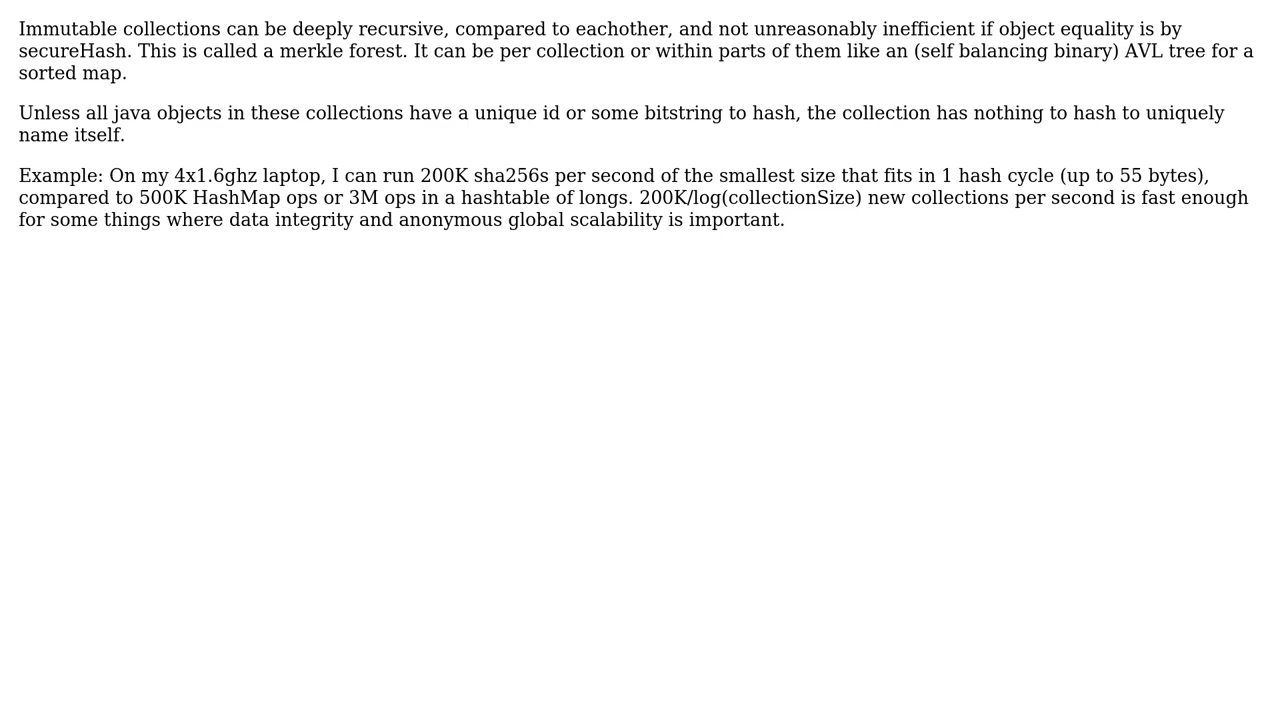 Immutable collections can be deeply recursive, compared to eachother, and not unreasonably inefficient if object equality is by
secureHash. This is called a merkle forest. It can be per collection or within parts of them like an (self balancing binary) AVL tree for a
sorted map.
Unless all java objects in these collections have a unique id or some bitstring to hash, the collection has nothing to hash to uniquely
name itself.
Example: On my 4x1.6ghz laptop, I can run 200K sha256s per second of the smallest size that fits in 1 hash cycle (up to 55 bytes),
compared to 500K HashMap ops or 3M ops in a hashtable of longs. 200K/log(collectionSize) new collections per second is fast enough
for some things where data integrity and anonymous global scalability is important.